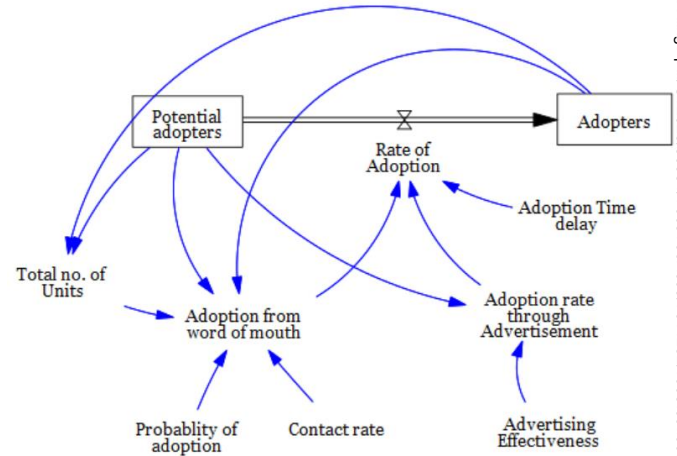 Potential
adopters
Adopters
Rate of
Adoption
Adoption Time
delay
Total no. of
Units
Adoption from
word of mouth
Adoption rate
through
Advertisement
Probablity of
adoption
Contact rate
Advertising
Effectiveness